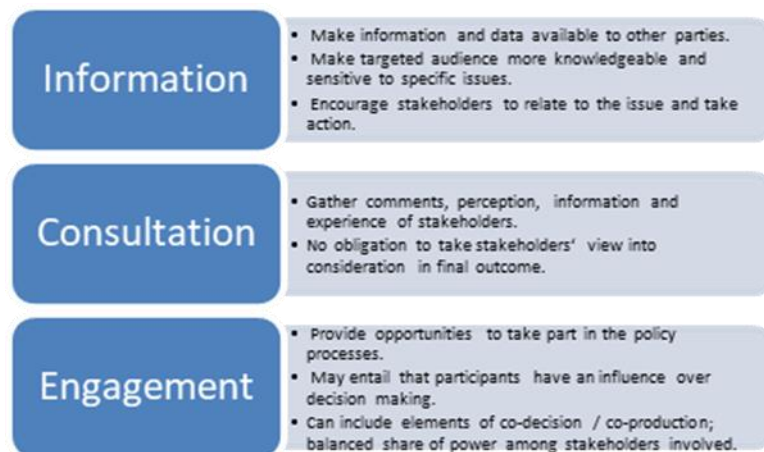 Information
▪ Make information and data available to other parties.
▪ Make targeted audience more knowledgeable and
sensitive to specific issues.
▪ Encourage stakeholders to relate to the issue and take
action.
Consultation
▪ Gather comments, perception, information and
experience of stakeholders.
▪ No obligation to take stakeholders‘ view into
consideration in final outcome.
Engagement
▪ Provide opportunities to take part in the policy
processes.
▪ May entail that participants have an influence over
decision making.
▪ Can include elements of co-decision / co-production;
balanced share of power among stakeholders involved.